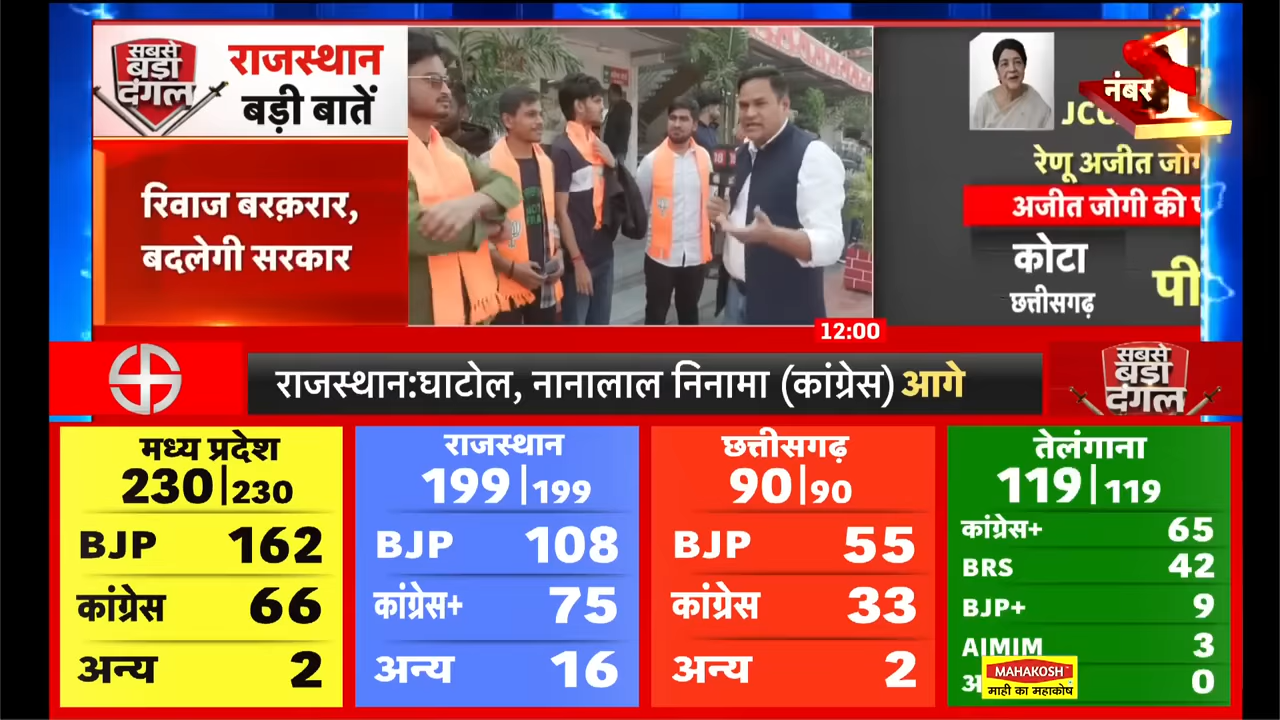 सबसे
बड़ा
दंगल
राजस्थान
बड़ी बातें
रिवाज बरक़रार,
बदलेगी सरकार
नंबर 1
रेणु अजीत
अजीत जोगी की
कोटा
छत्तीसगढ़
12:00
राजस्थान:घाटोल, नानालाल निनामा (कांग्रेस) आगे
सबसे
बड़ा
दंगल
मध्य प्रदेश
230|230
BJP 162
कांग्रेस 66
अन्य 2
राजस्थान
199|199
BJP 108
कांग्रेस+ 75
अन्य 16
छत्तीसगढ़
90|90
BJP 55
कांग्रेस 33
अन्य 2
तेलंगाना
119|119
कांग्रेस+ 65
BRS 42
BJP+ 9
AIMIM 3
0
MAHAKOSH
माही का महाकोष